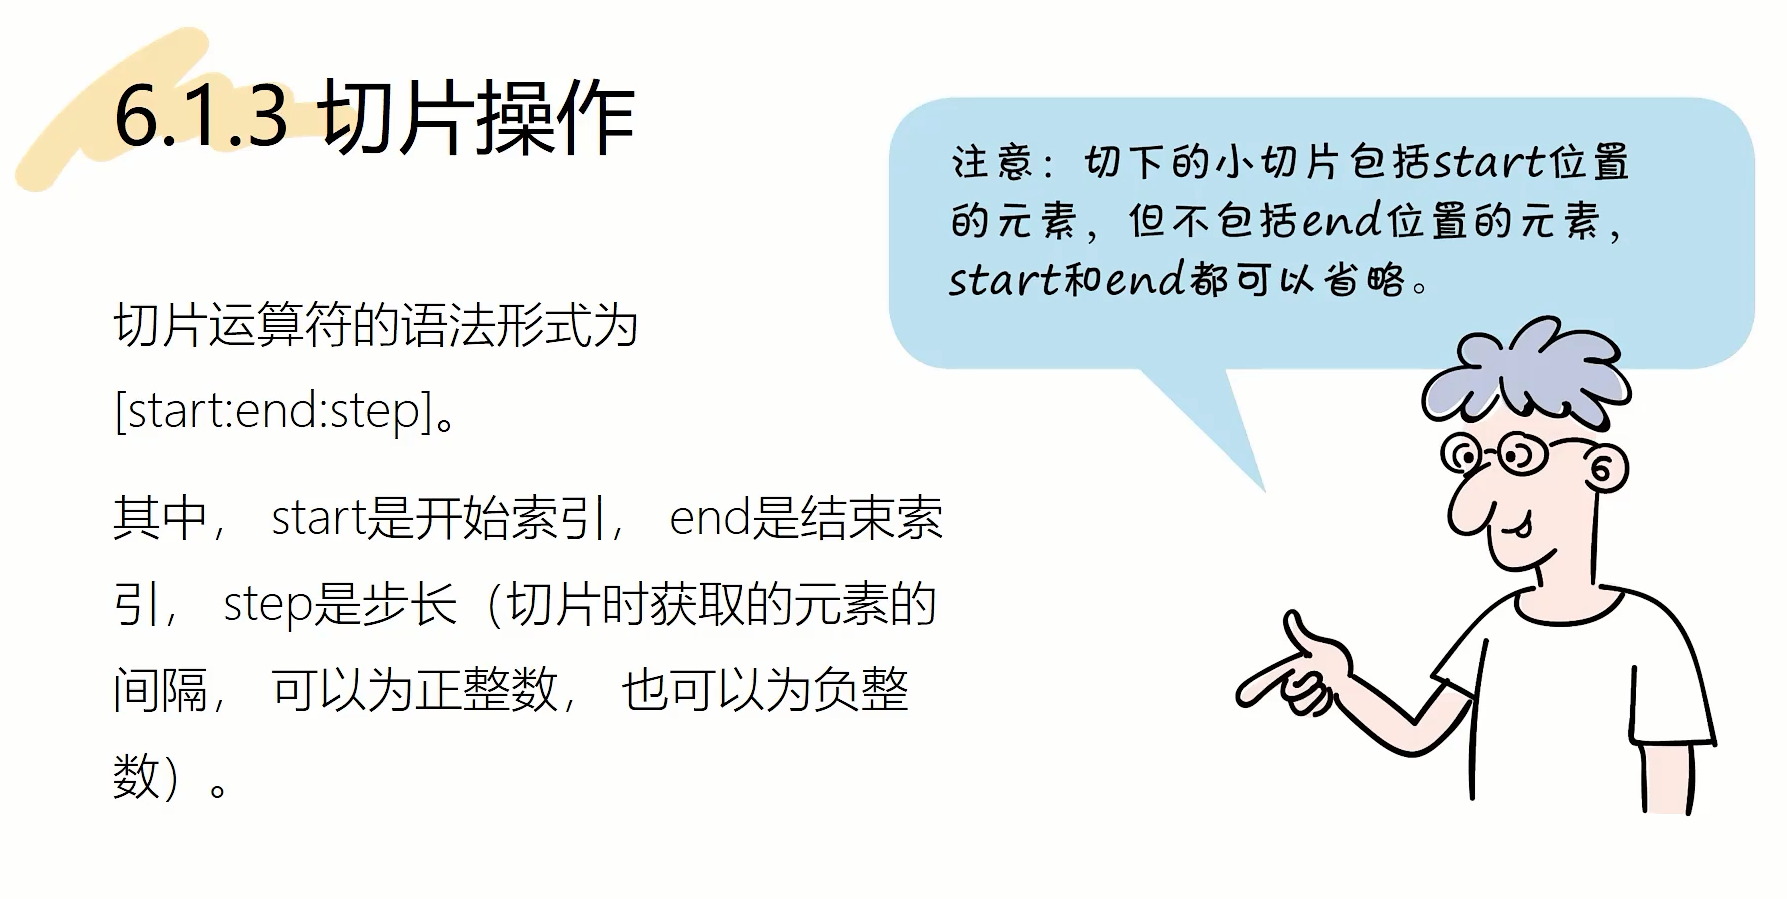 6.1.3 切片操作
切片运算符的语法形式为
[start:end:step]。
其中， start是开始索引， end是结束索
引， step是步长（切片时获取的元素的
间隔， 可以为正整数， 也可以为负整
数）。
注意：切下的小切片包括start位置
的元素，但不包括end位置的元素，
start和end都可以省略。